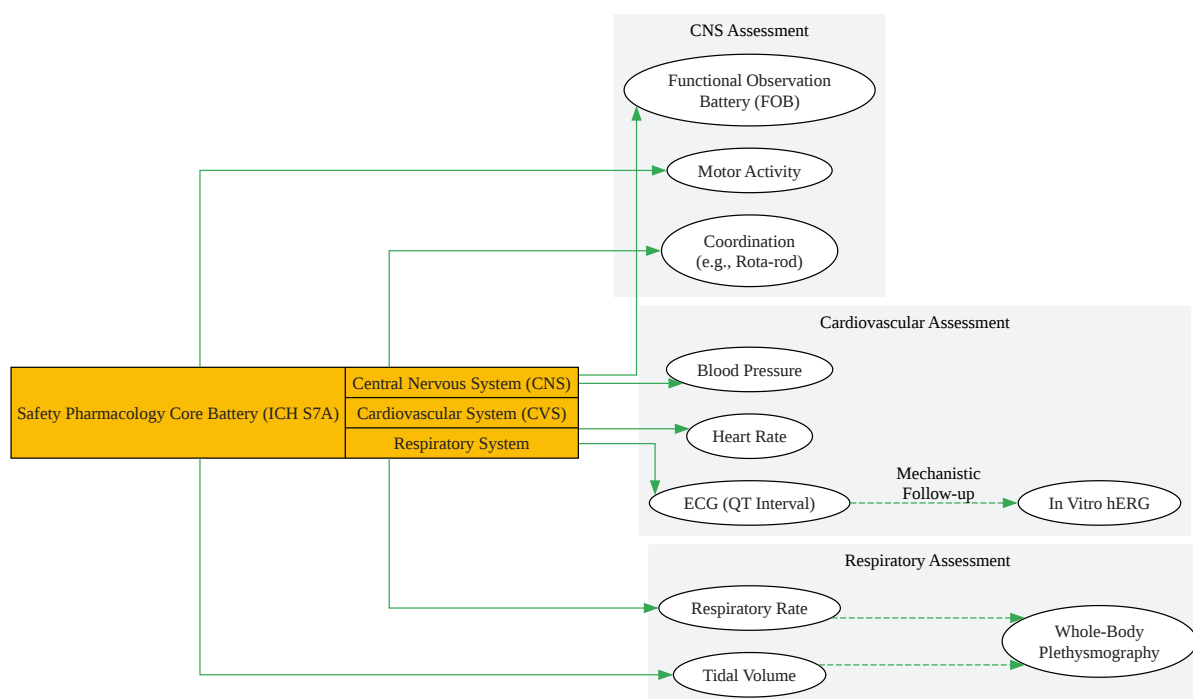 CNS Assessment
Functional Observation
Battery (FOB)
Motor Activity
Coordination
(e.g., Rota-rod)
Safety Pharmacology Core Battery (ICH S7A)
Central Nervous System (CNS)
Cardiovascular System (CVS)
Respiratory System
Cardiovascular Assessment
Blood Pressure
Heart Rate
ECG (QT Interval)
Mechanistic
Follow-up
In Vitro hERG
Respiratory Assessment
Respiratory Rate
Tidal Volume
Whole-Body
Plethysmography